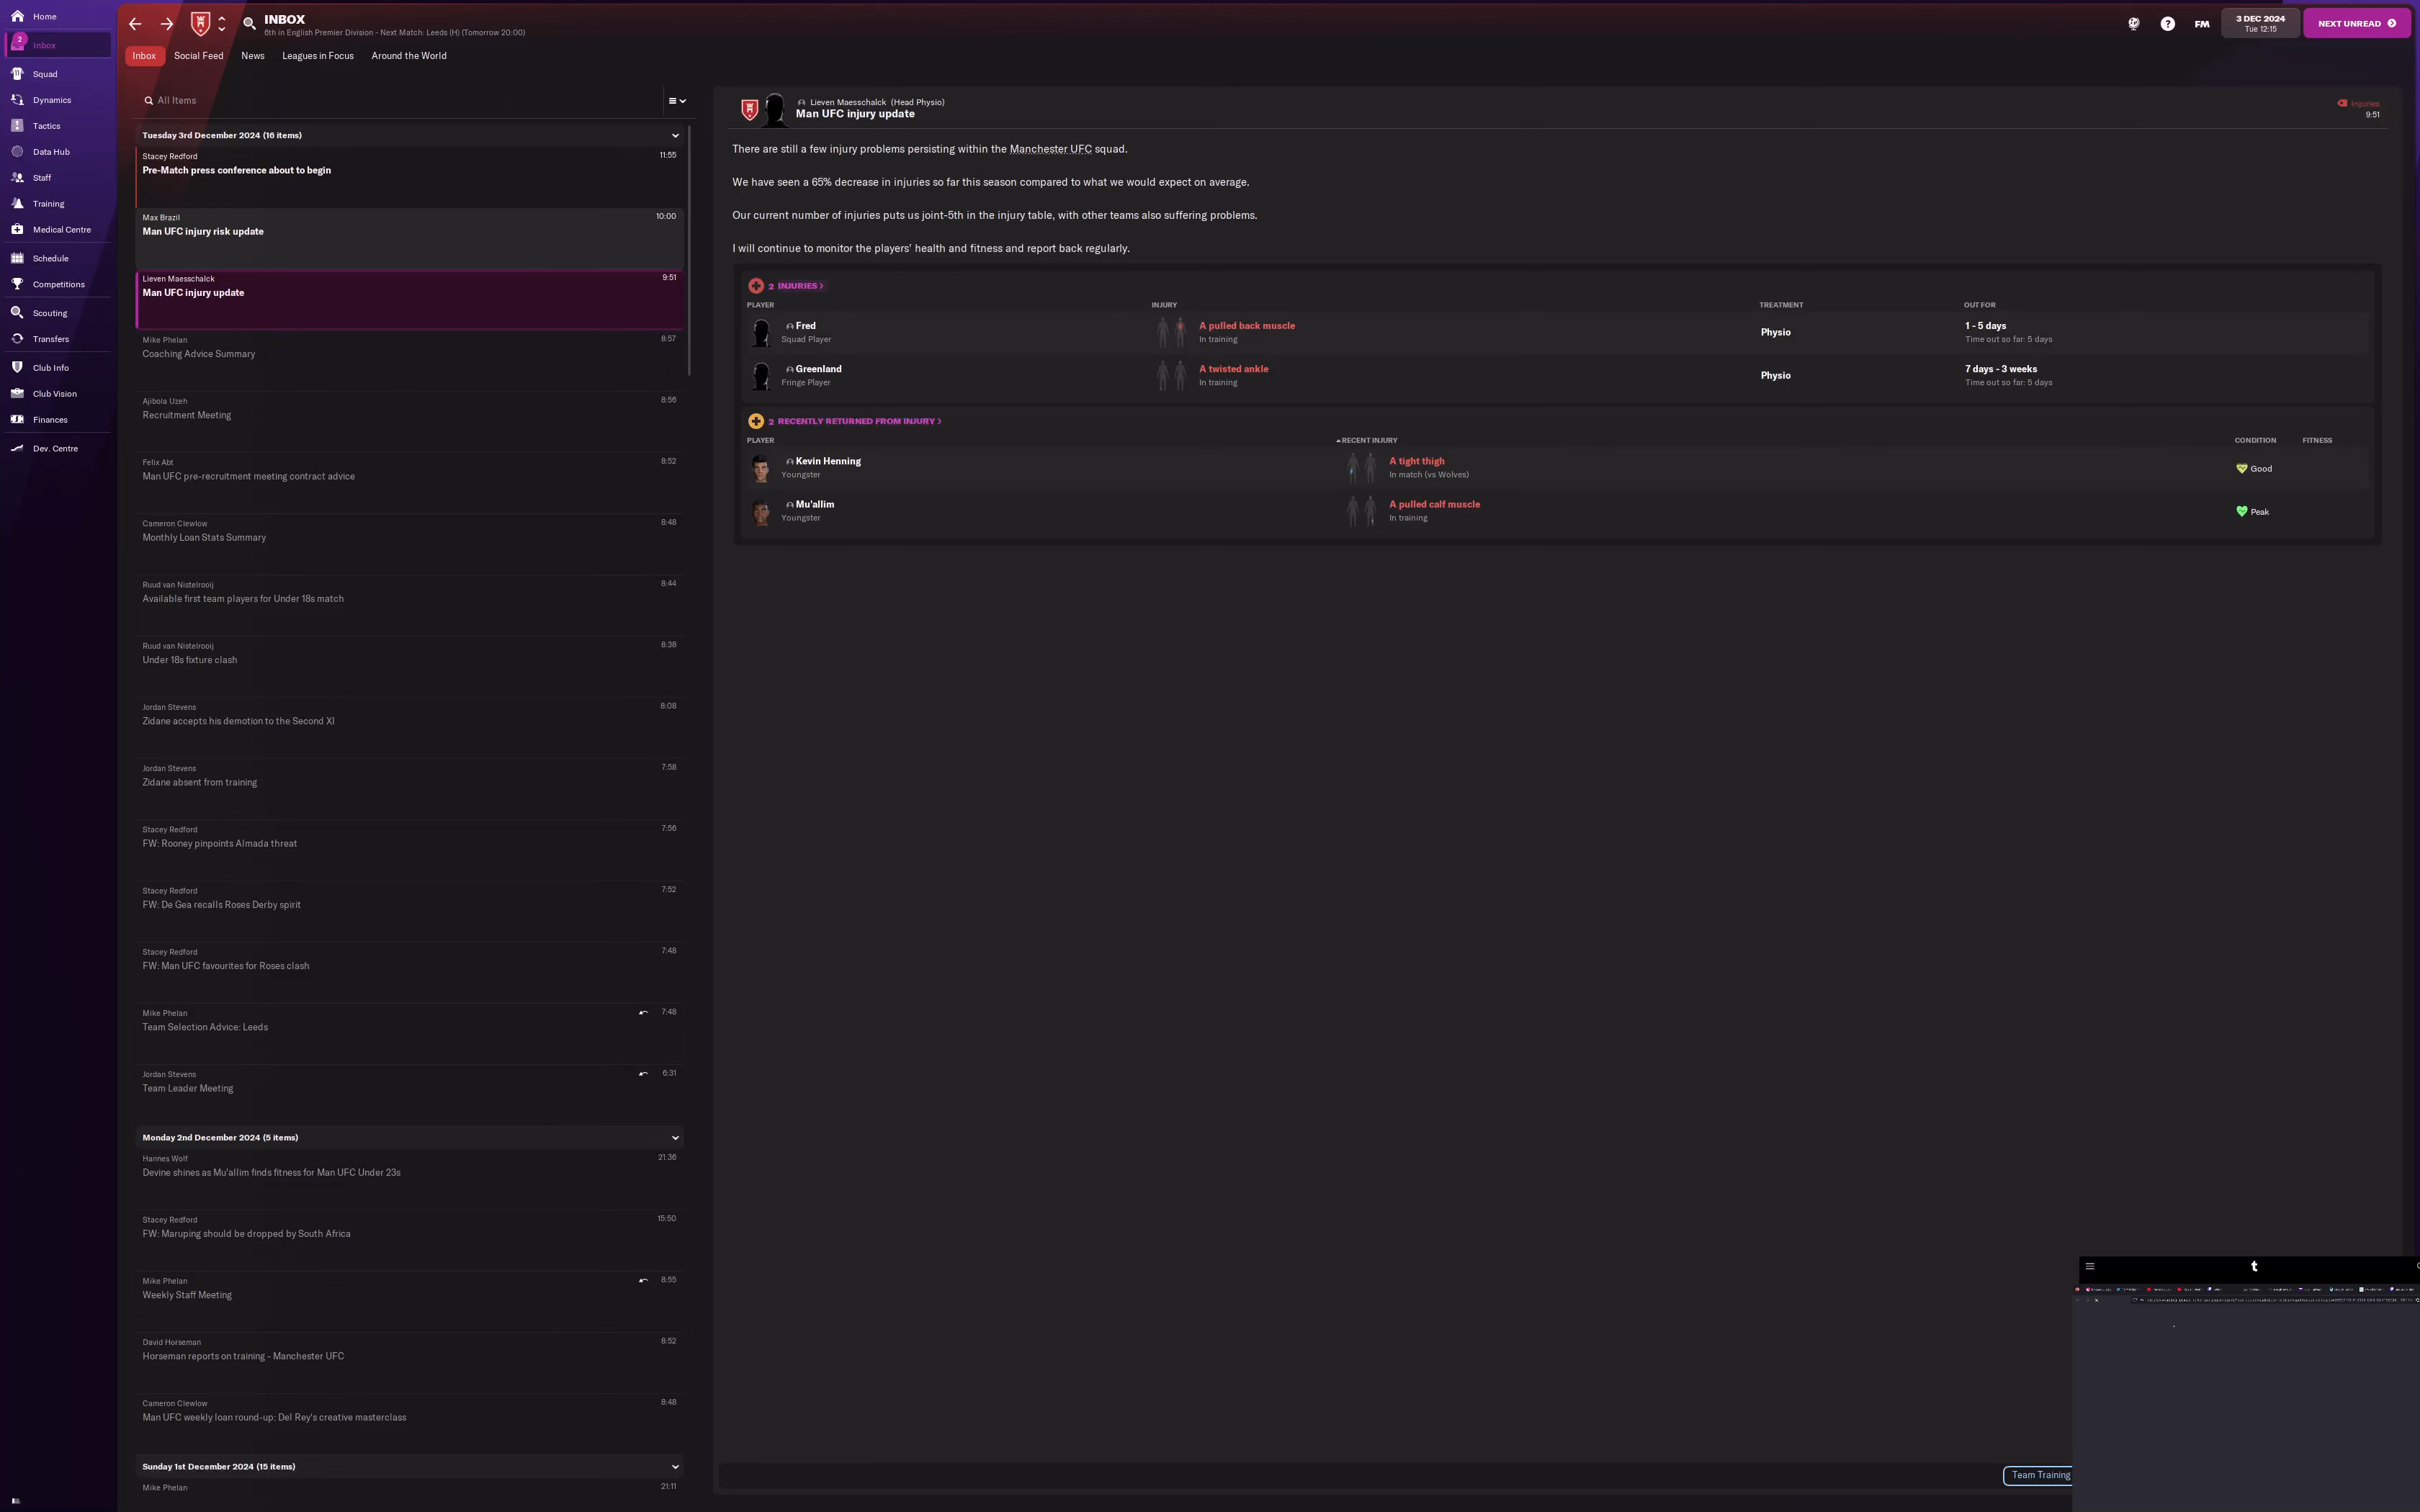 Home
2
Inbox
Squad
Dynamics
Tactics
Data Hub
Staff
Training
Medical Centre
Schedule
Competitions
Scouting
Transfers
Club Info
Club Vision
Finances
Dev. Centre
INBOX
6th in English Premier Division - Next Match: Leeds (H) (Tomorrow 20:00)
?
FM
3 DEC 2024
Tue 12:15
NEXT UNREAD
Inbox Social Feed News Leagues in Focus Around the World
All Items
Tuesday 3rd December 2024 (16 items)
Stacey Redford 11:55
Pre-Match press conference about to begin
Max Brazil 10:00
Man UFC injury risk update
Lieven Maesschalck 9:51
Man UFC injury update
Mike Phelan 8:57
Coaching Advice Summary
Ajibola Uzeh 8:56
Recruitment Meeting
Felix Abt 8:52
Man UFC pre-recruitment meeting contract advice
Cameron Clewlow 8:48
Monthly Loan Stats Summary
Ruud van Nistelrooij 8:44
Available first team players for Under 18s match
Ruud van Nistelrooij 8:38
Under 18s fixture clash
Jordan Stevens 8:08
Zidane accepts his demotion to the Second XI
Jordan Stevens 7:58
Zidane absent from training
Stacey Redford 7:56
FW: Rooney pinpoints Almada threat
Stacey Redford 7:52
FW: De Gea recalls Roses Derby spirit
Stacey Redford 7:48
FW: Man UFC favourites for Roses clash
Mike Phelan 7:48
Team Selection Advice: Leeds
Jordan Stevens 6:31
Team Leader Meeting
Monday 2nd December 2024 (5 items)
Hannes Wolf 21:36
Devine shines as Mu'allim finds fitness for Man UFC Under 23s
Stacey Redford 15:50
FW: Maruping should be dropped by South Africa
Mike Phelan 8:55
Weekly Staff Meeting
David Horseman 8:52
Horseman reports on training - Manchester UFC
Cameron Clewlow 8:48
Man UFC weekly loan round-up: Del Rey's creative masterclass
Sunday 1st December 2024 (15 items)
Mike Phelan 21:11
Lieven Maesschalck (Head Physio)
Man UFC injury update
Injuries
9:51
There are still a few injury problems persisting within the Manchester UFC squad.
We have seen a 65% decrease in injuries so far this season compared to what we would expect on average.
Our current number of injuries puts us joint-5th in the injury table, with other teams also suffering problems.
I will continue to monitor the players' health and fitness and report back regularly.
2 INJURIES >
PLAYER INJURY TREATMENT OUT FOR
Fred A pulled back muscle Physio 1 - 5 days
Squad Player In training Time out so far: 5 days
Greenland A twisted ankle Physio 7 days - 3 weeks
Fringe Player In training Time out so far: 5 days
2 RECENTLY RETURNED FROM INJURY >
PLAYER RECENT INJURY CONDITION FITNESS
Kevin Henning A tight thigh Good
Youngster In match (vs Wolves)
Mu'allim A pulled calf muscle Peak
Youngster In training
t
Team Training